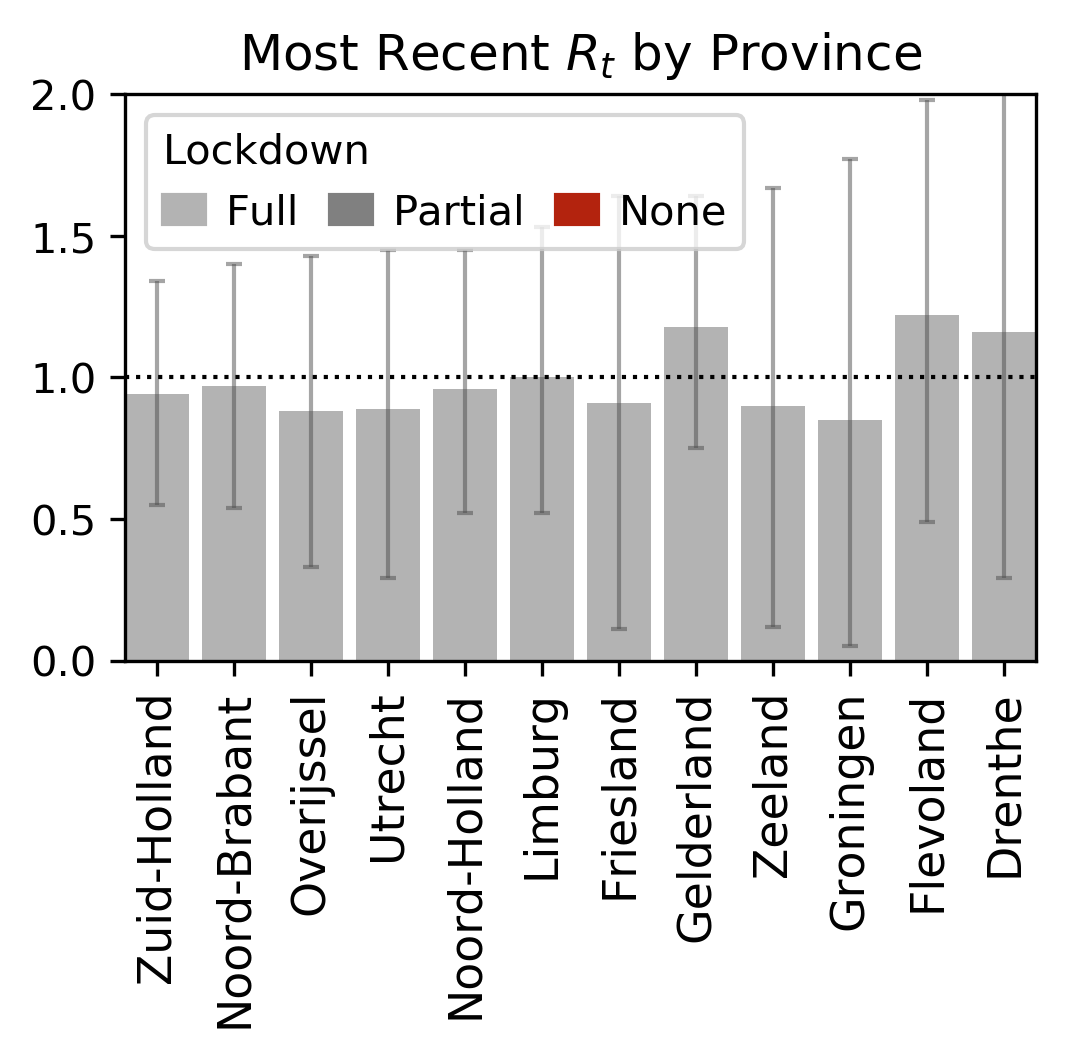 Most Recent Rt by Province
2.0
1.5
1.0
0.5
0.0
Lockdown
Full Partial None
Zuid-Holland
Noord-Brabant
Overijssel
Utrecht
Noord-Holland
Limburg
Friesland
Gelderland
Zeeland
Groningen
Flevoland
Drenthe